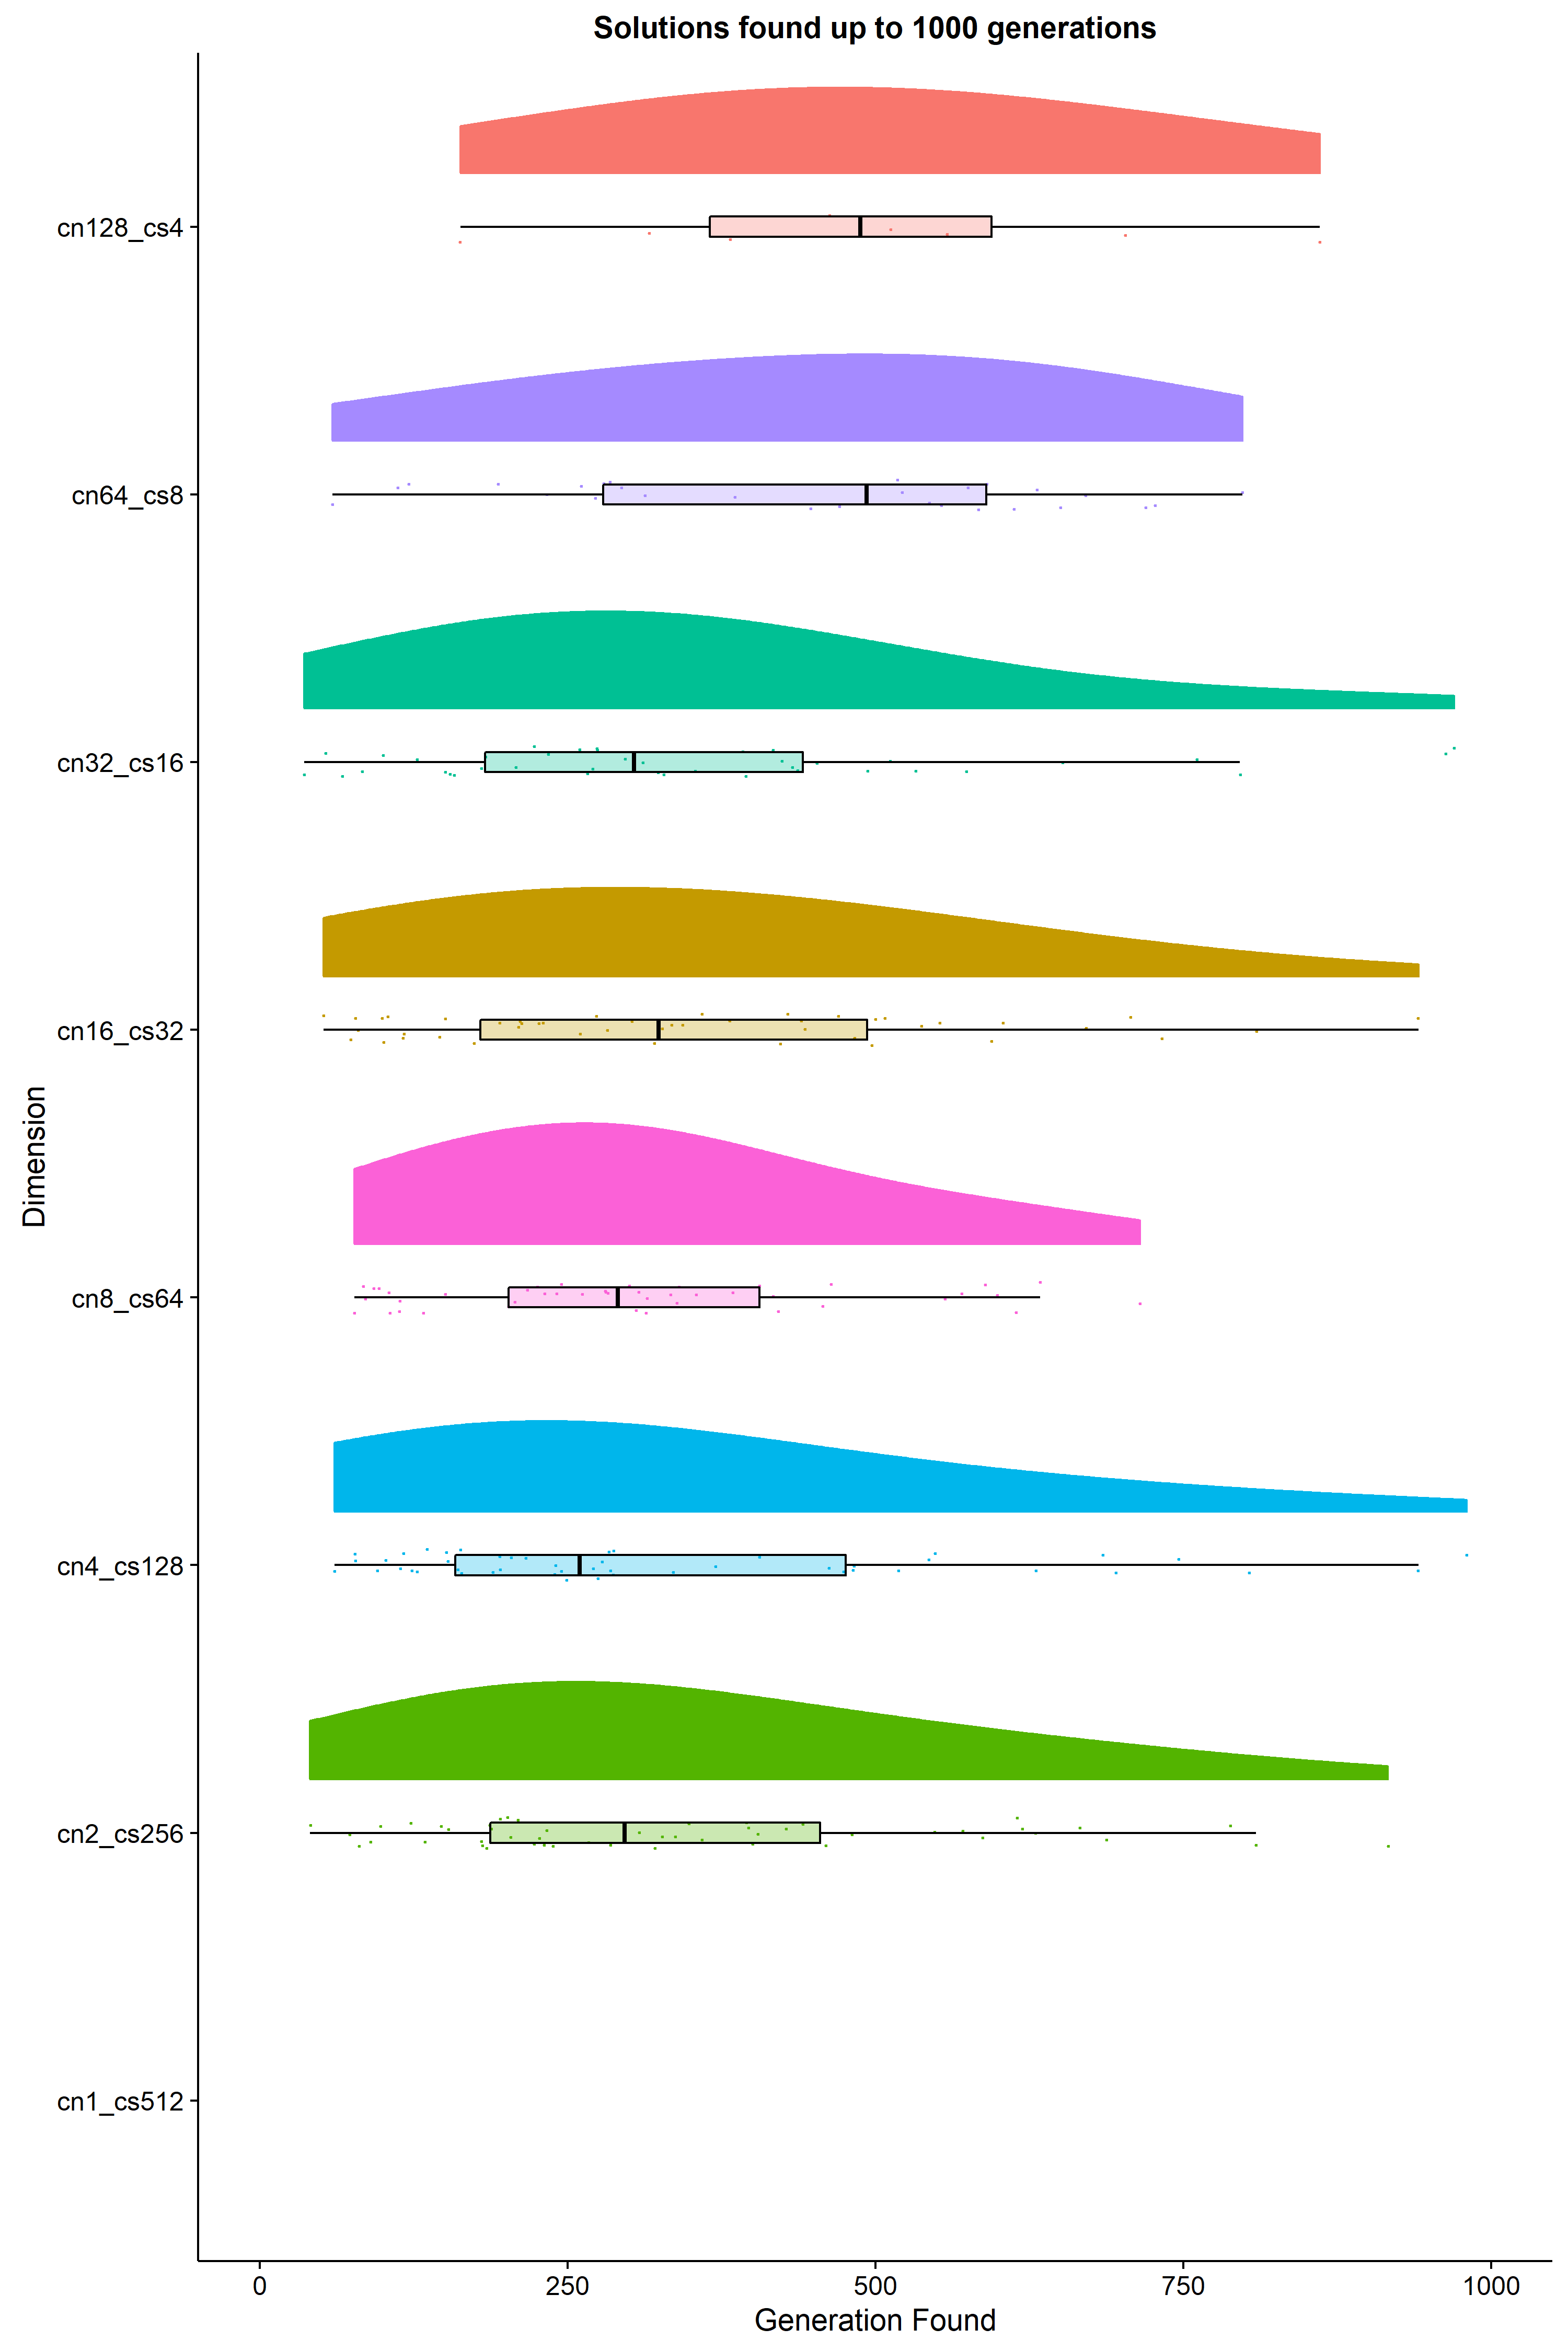 Solutions found up to 1000 generations
cn128_cs4
cn64_cs8
cn32_cs16
cn16_cs32
cn8_cs64
cn4_cs128
cn2_cs256
cn1_cs512
Dimension
0 250 500 750 1000
Generation Found